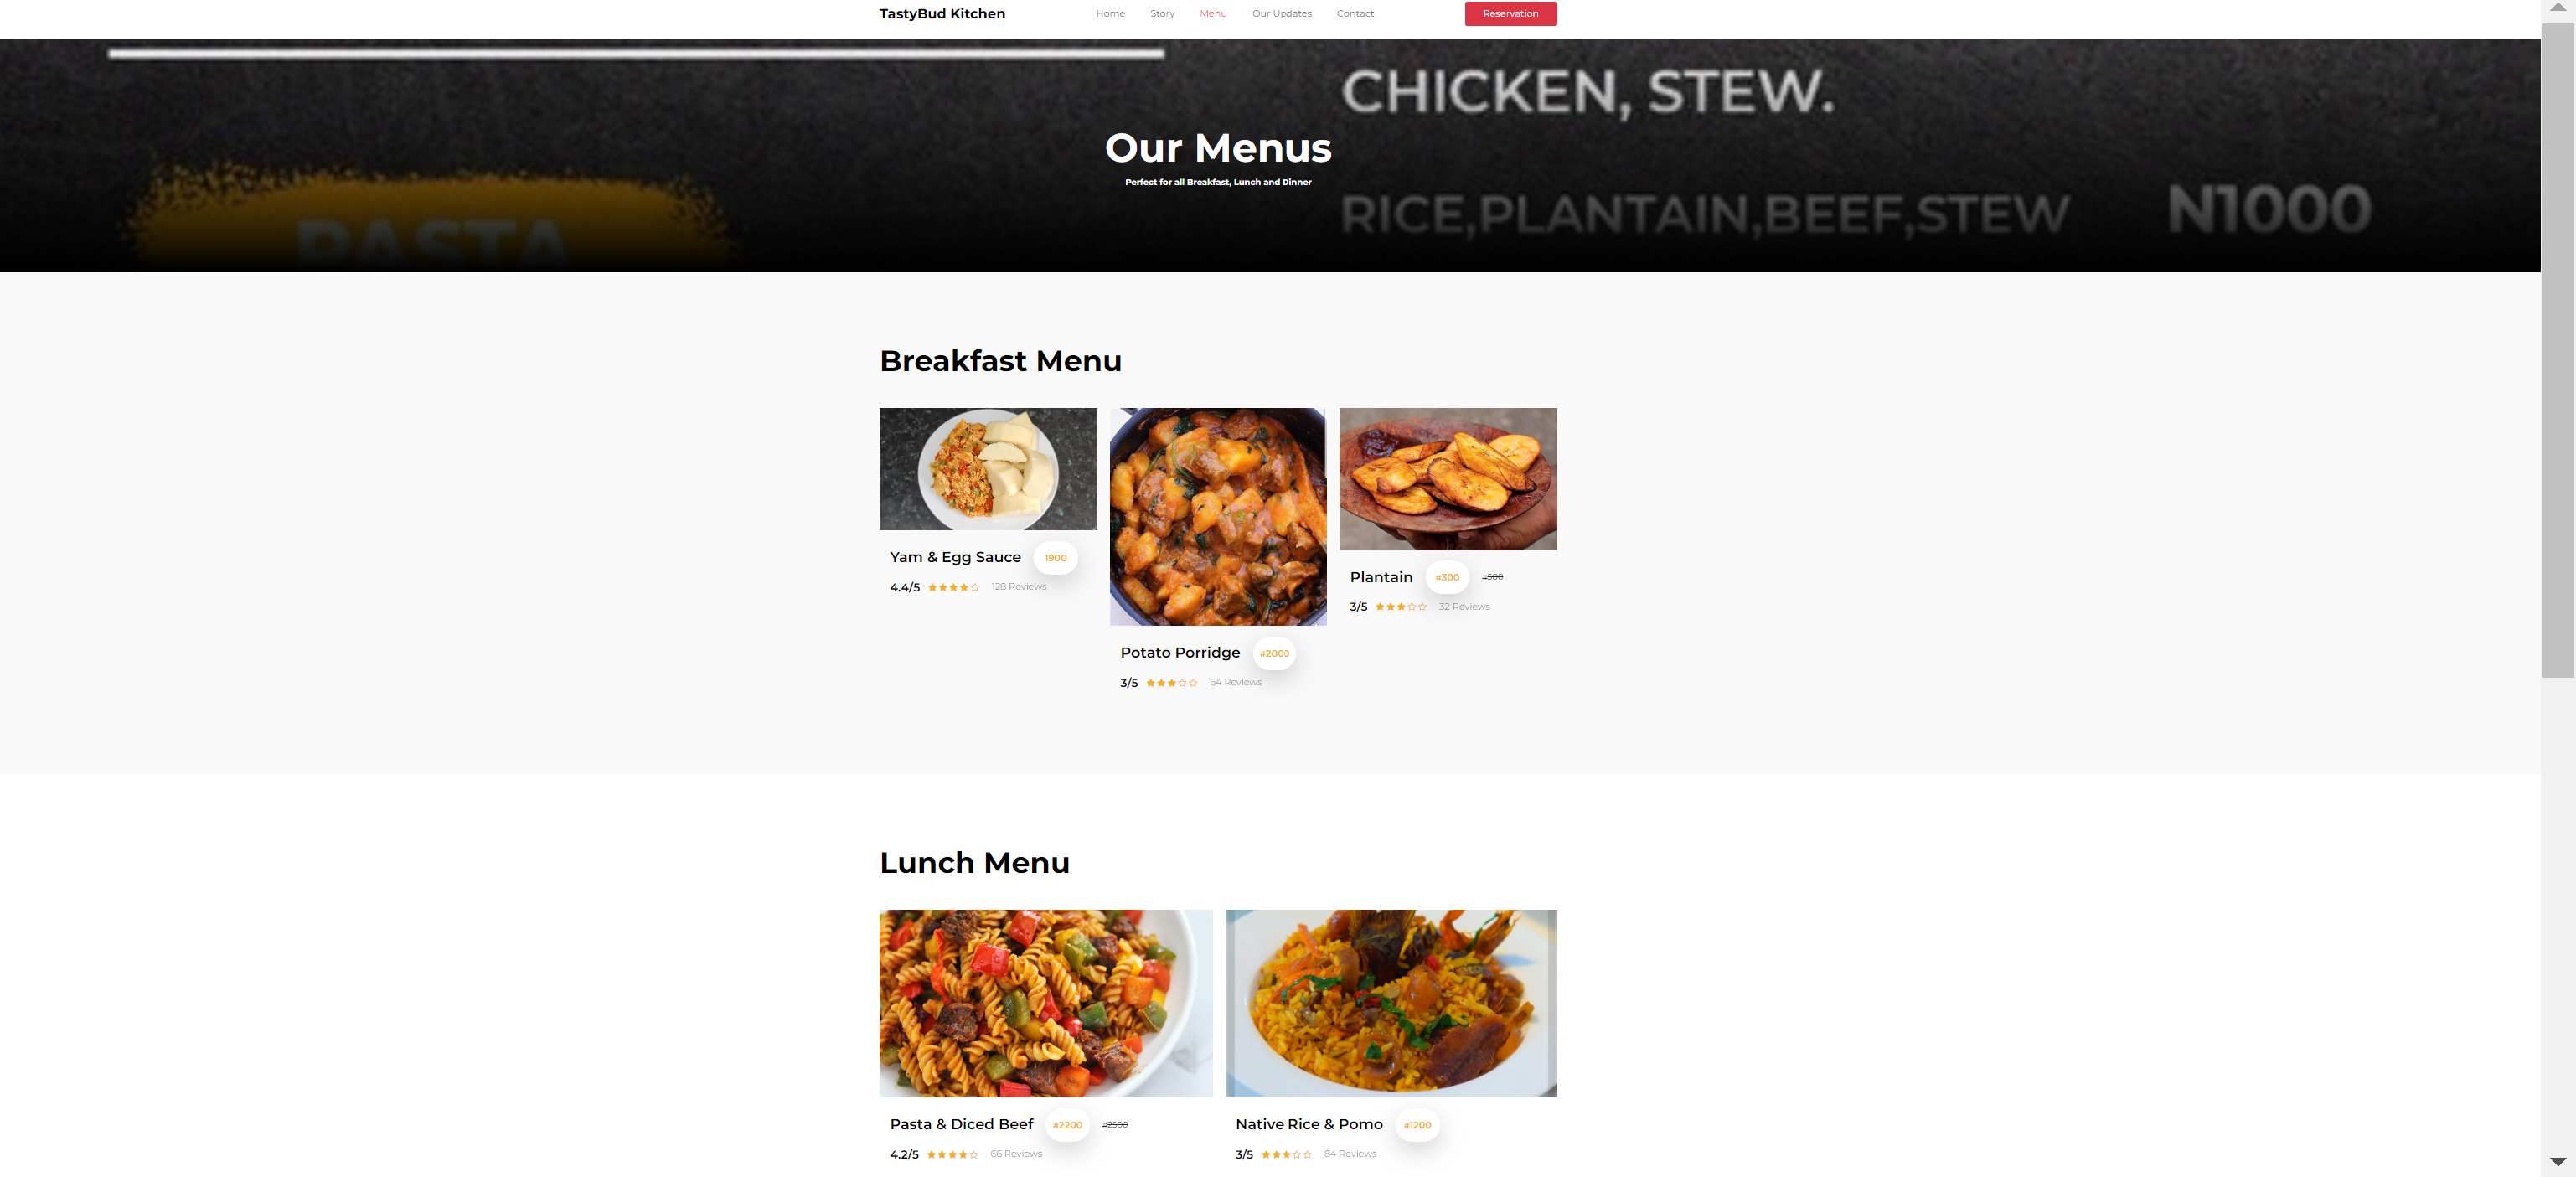 TastyBud Kitchen Home Story Menu Our Updates Contact Reservation
CHICKEN, STEW.
Our Menus
Perfect for all Breakfast, Lunch and Dinner
RICE,PLANTAIN,BEEF,STEW N1000
PASTA
Breakfast Menu
Yam & Egg Sauce 1900
4.4/5 128 Reviews
Potato Porridge #2000
3/5 64 Reviews
Plantain #300 #500
3/5 32 Reviews
Lunch Menu
Pasta & Diced Beef #2200 #2500
4.2/5 66 Reviews
Native Rice & Pomo #1200
3/5 84 Reviews